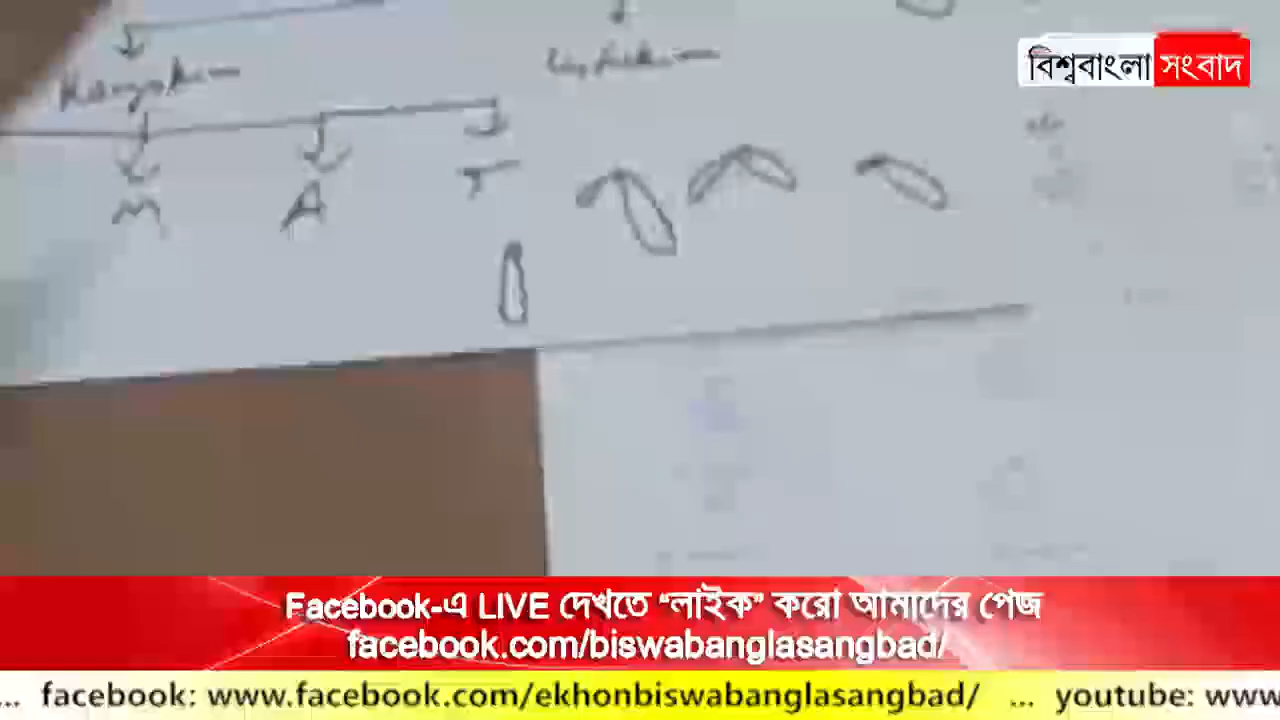 বিশ্ববাংলা সংবাদ
M A T
Facebook-এ LIVE দেখতে “লাইক” করো আমাদের পেজ
facebook.com/biswabanglasangbad/
... facebook: www.facebook.com/ekhonbiswabanglasangbad/ ... youtube: www